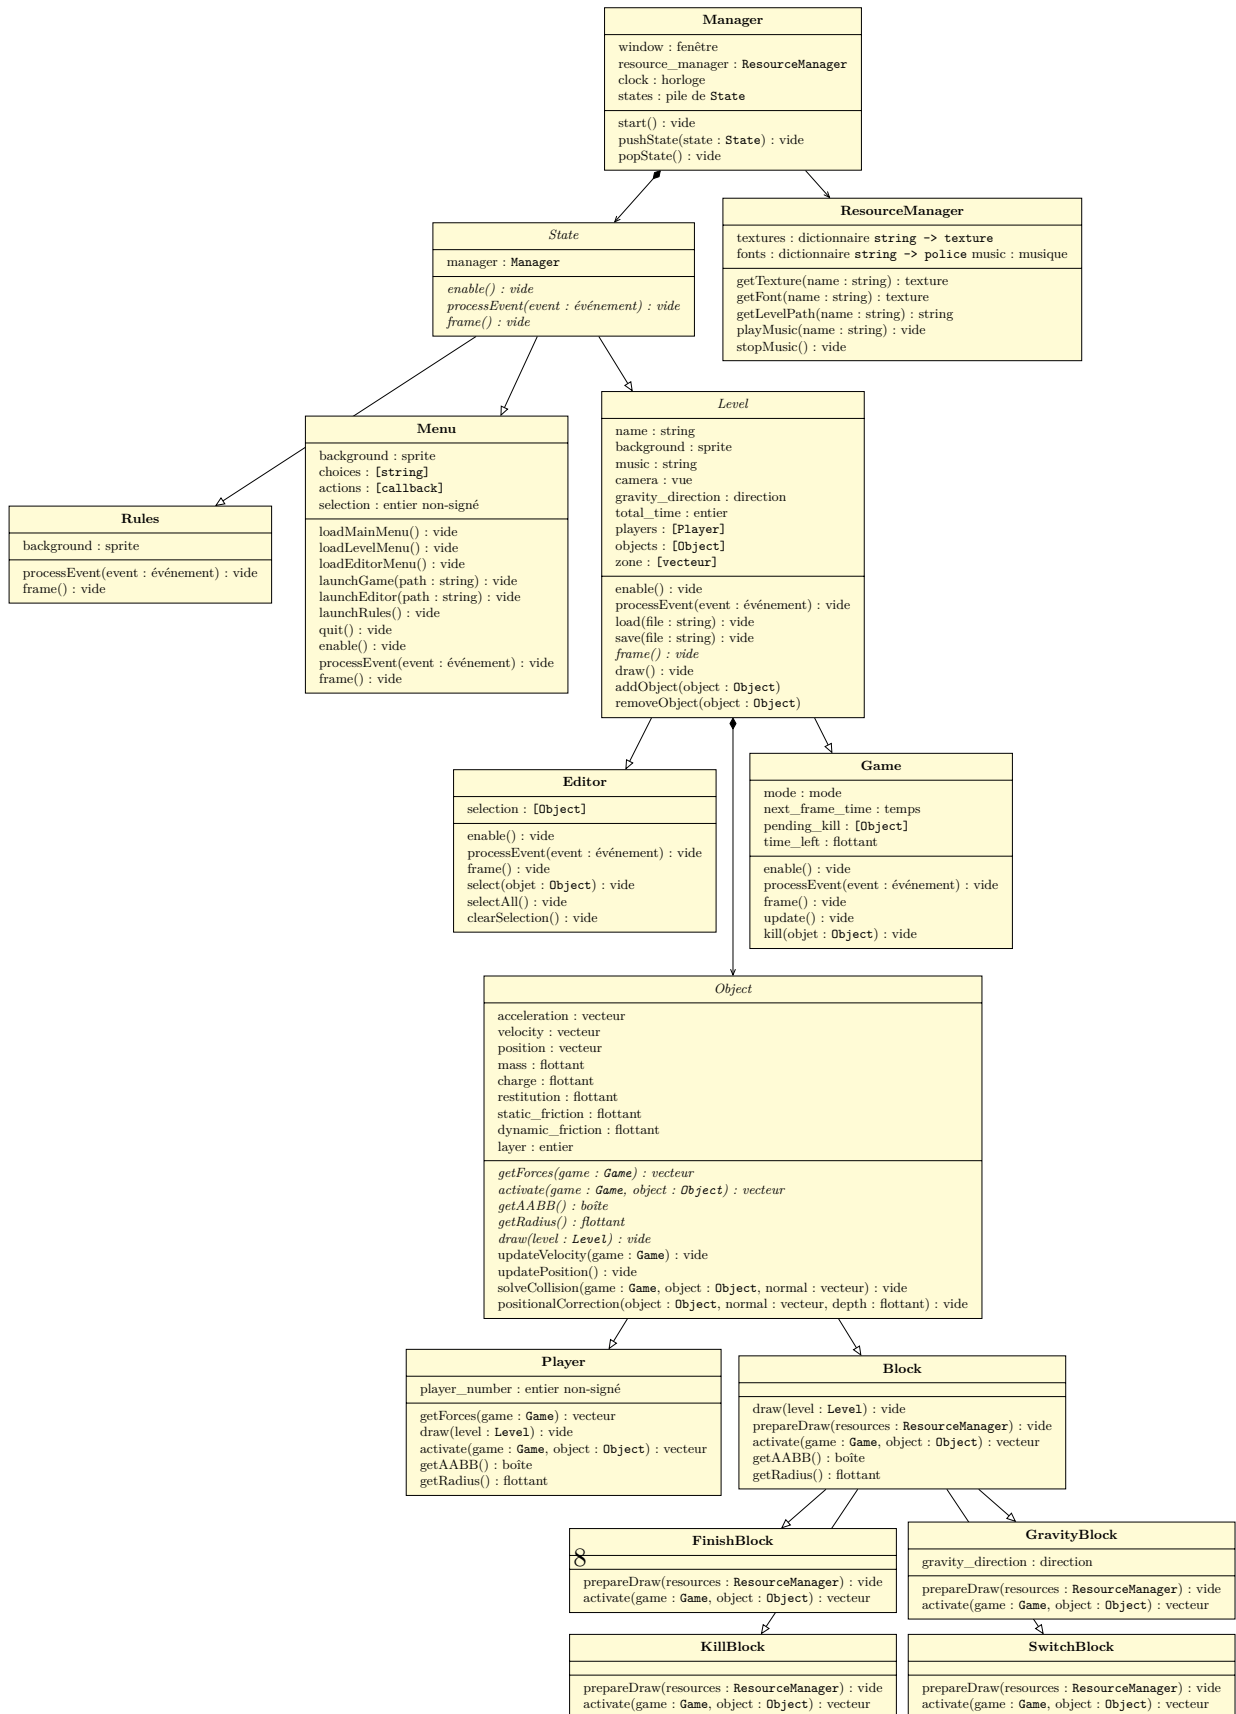 Manager
window : fenêtre
resource_manager : ResourceManager
clock : horloge
states : pile de State
start() : vide
pushState(state : State) : vide
popState() : vide
State
manager : Manager
enable() : vide
processEvent(event : événement) : vide
frame() : vide
ResourceManager
textures : dictionnaire string -> texture
fonts : dictionnaire string -> police music : musique
getTexture(name : string) : texture
getFont(name : string) : texture
getLevelPath(name : string) : string
playMusic(name : string) : vide
stopMusic() : vide
Rules
background : sprite
processEvent(event : événement) : vide
frame() : vide
Menu
background : sprite
choices : [string]
actions : [callback]
selection : entier non-signé
loadMainMenu() : vide
loadLevelMenu() : vide
loadEditorMenu() : vide
launchGame(path : string) : vide
launchEditor(path : string) : vide
launchRules() : vide
quit() : vide
enable() : vide
processEvent(event : événement) : vide
frame() : vide
Level
name : string
background : sprite
music : string
camera : vue
gravity_direction : direction
total_time : entier
players : [Player]
objects : [Object]
zone : [vecteur]
enable() : vide
processEvent(event : événement) : vide
load(file : string) : vide
save(file : string) : vide
frame() : vide
draw() : vide
addObject(object : Object)
removeObject(object : Object)
Editor
selection : [Object]
enable() : vide
processEvent(event : événement) : vide
frame() : vide
select(objet : Object) : vide
selectAll() : vide
clearSelection() : vide
Game
mode : mode
next_frame_time : temps
pending_kill : [Object]
time_left : flottant
enable() : vide
processEvent(event : événement) : vide
frame() : vide
update() : vide
kill(objet : Object) : vide
Object
acceleration : vecteur
velocity : vecteur
position : vecteur
mass : flottant
charge : flottant
restitution : flottant
static_friction : flottant
dynamic_friction : flottant
layer : entier
getForces(game : Game) : vecteur
activate(game : Game, object : Object) : vecteur
getAABB() : boîte
getRadius() : flottant
draw(level : Level) : vide
updateVelocity(game : Game) : vide
updatePosition() : vide
solveCollision(game : Game, object : Object, normal : vecteur) : vide
positionalCorrection(object : Object, normal : vecteur, depth : flottant) : vide
Player
player_number : entier non-signé
getForces(game : Game) : vecteur
draw(level : Level) : vide
activate(game : Game, object : Object) : vecteur
getAABB() : boîte
getRadius() : flottant
Block
draw(level : Level) : vide
prepareDraw(resources : ResourceManager) : vide
activate(game : Game, object : Object) : vecteur
getAABB() : boîte
getRadius() : flottant
FinishBlock
8
prepareDraw(resources : ResourceManager) : vide
activate(game : Game, object : Object) : vecteur
GravityBlock
gravity_direction : direction
prepareDraw(resources : ResourceManager) : vide
activate(game : Game, object : Object) : vecteur
KillBlock
prepareDraw(resources : ResourceManager) : vide
activate(game : Game, object : Object) : vecteur
SwitchBlock
prepareDraw(resources : ResourceManager) : vide
activate(game : Game, object : Object) : vecteur